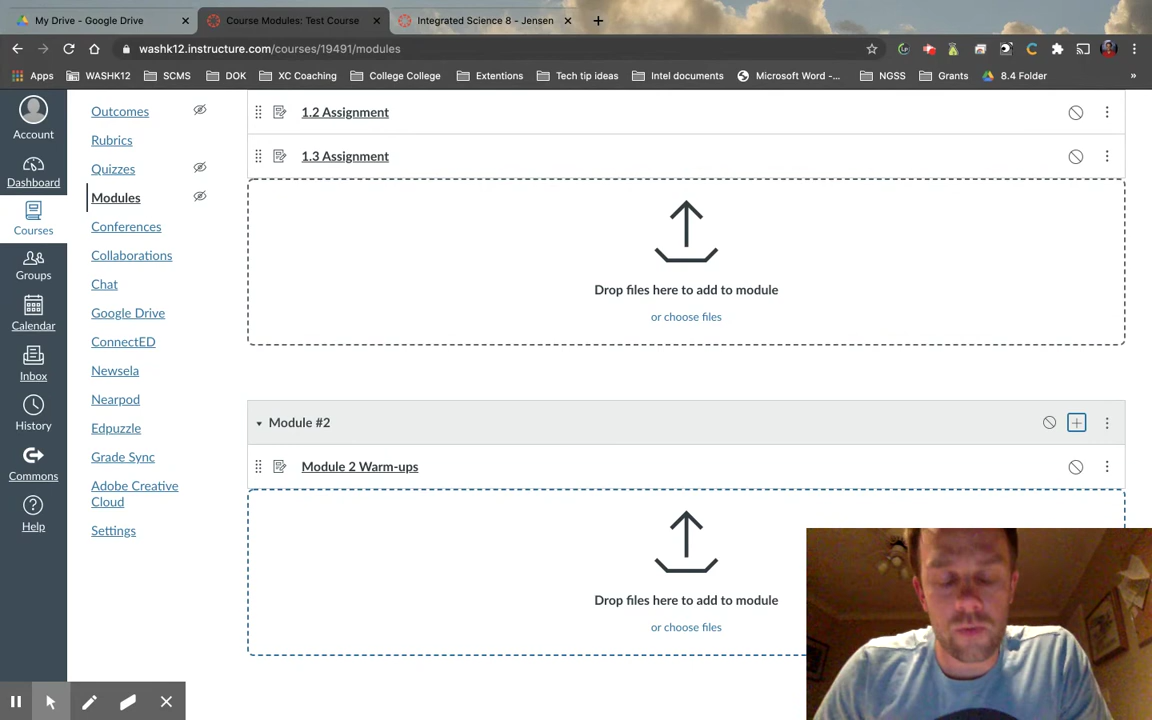 My Drive - Google Drive
Course Modules: Test Course
Integrated Science 8 - Jensen
washk12.instructure.com/courses/19491/modules
Apps
WASHK12
SCMS
DOK
XC Coaching
College College
Extentions
Tech tip ideas
Intel documents
Microsoft Word -...
NGSS
Grants
8.4 Folder
»
Account
Dashboard
Courses
Groups
Calendar
Inbox
History
Commons
Help
Outcomes
Rubrics
Quizzes
Modules
Conferences
Collaborations
Chat
Google Drive
ConnectED
Newsela
Nearpod
Edpuzzle
Grade Sync
Adobe Creative
Cloud
Settings
1.2 Assignment
1.3 Assignment
Drop files here to add to module
or choose files
Module #2
Module 2 Warm-ups
Drop files here to add to module
or choose files